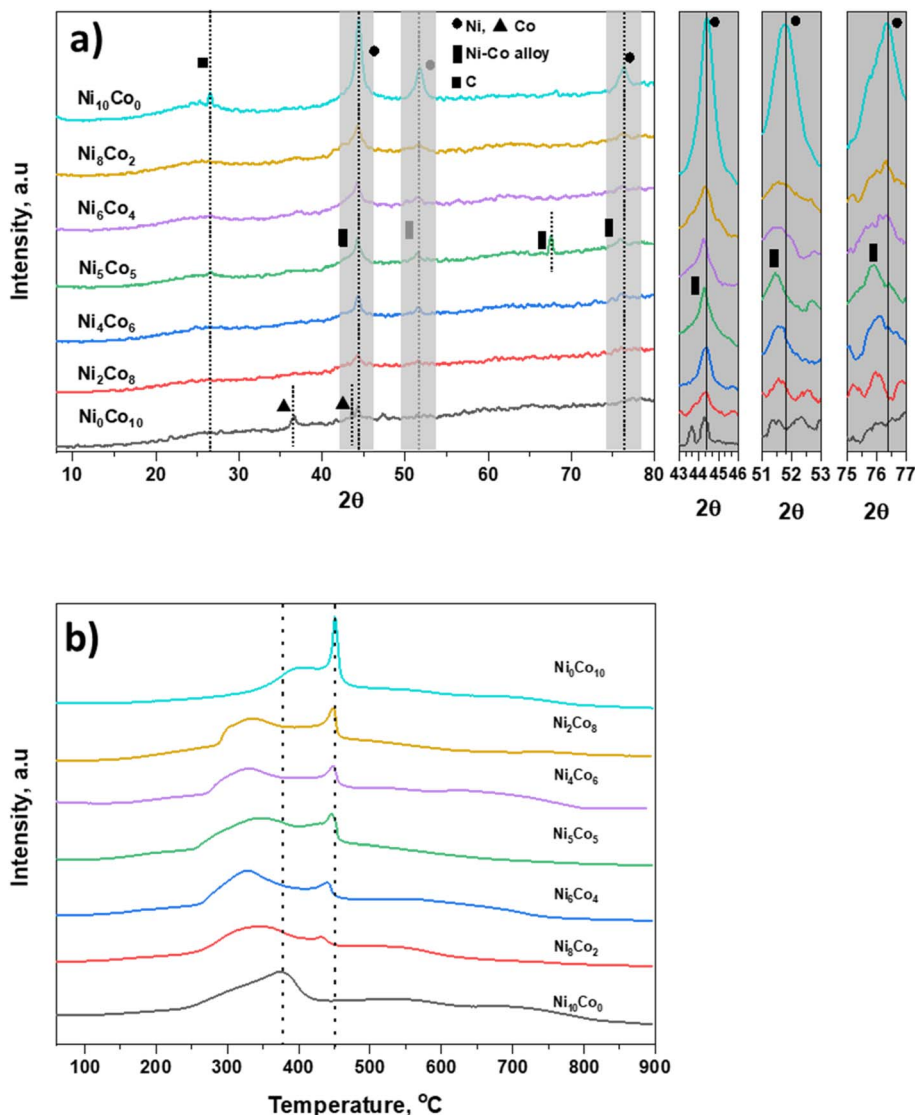 a)
Ni, Co
Ni-Co alloy
C
Ni₁₀Co₀
Ni₈Co₂
Ni₆Co₄
Ni₅Co₅
Ni₄Co₆
Ni₂Co₈
Ni₀Co₁₀
Intensity, a.u
10 20 30 40 50 60 70 80
2θ
43 44 45 46
2θ
51 52 53
2θ
75 76 77
2θ
b)
Ni₀Co₁₀
Ni₂Co₈
Ni₄Co₆
Ni₅Co₅
Ni₆Co₄
Ni₈Co₂
Ni₁₀Co₀
Intensity, a.u
100 200 300 400 500 600 700 800 900
Temperature, ᵒC